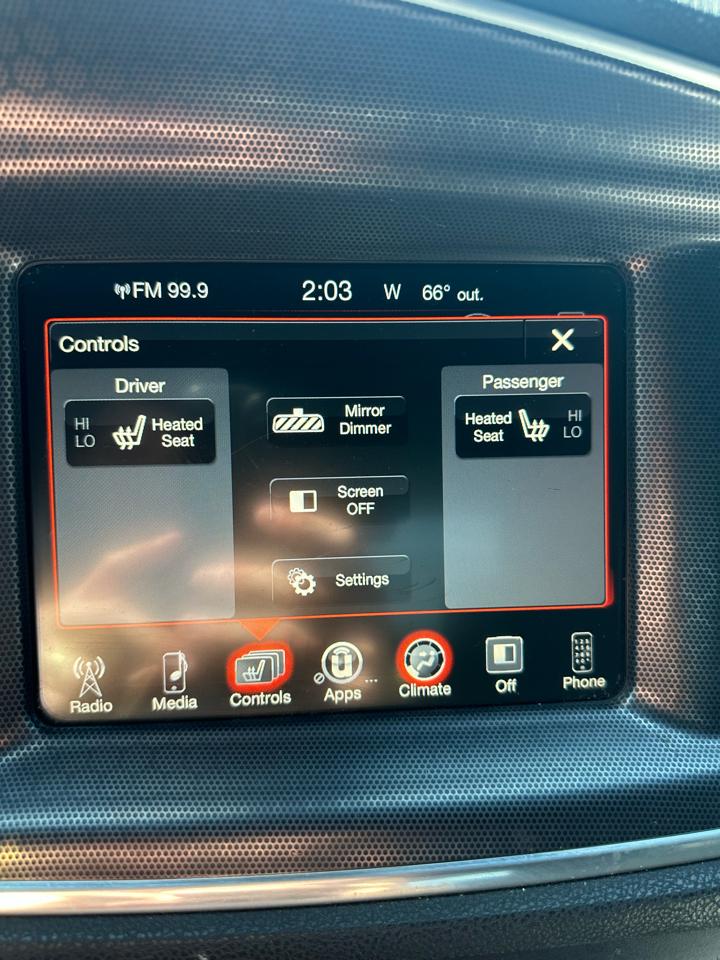 FM 99.9 2:03 W 66° out.
Controls X
Driver
HI
LO
Heated
Seat
Mirror
Dimmer
Screen
OFF
Settings
Passenger
Heated
Seat
HI
LO
Radio Media Controls Apps ... Climate Off Phone